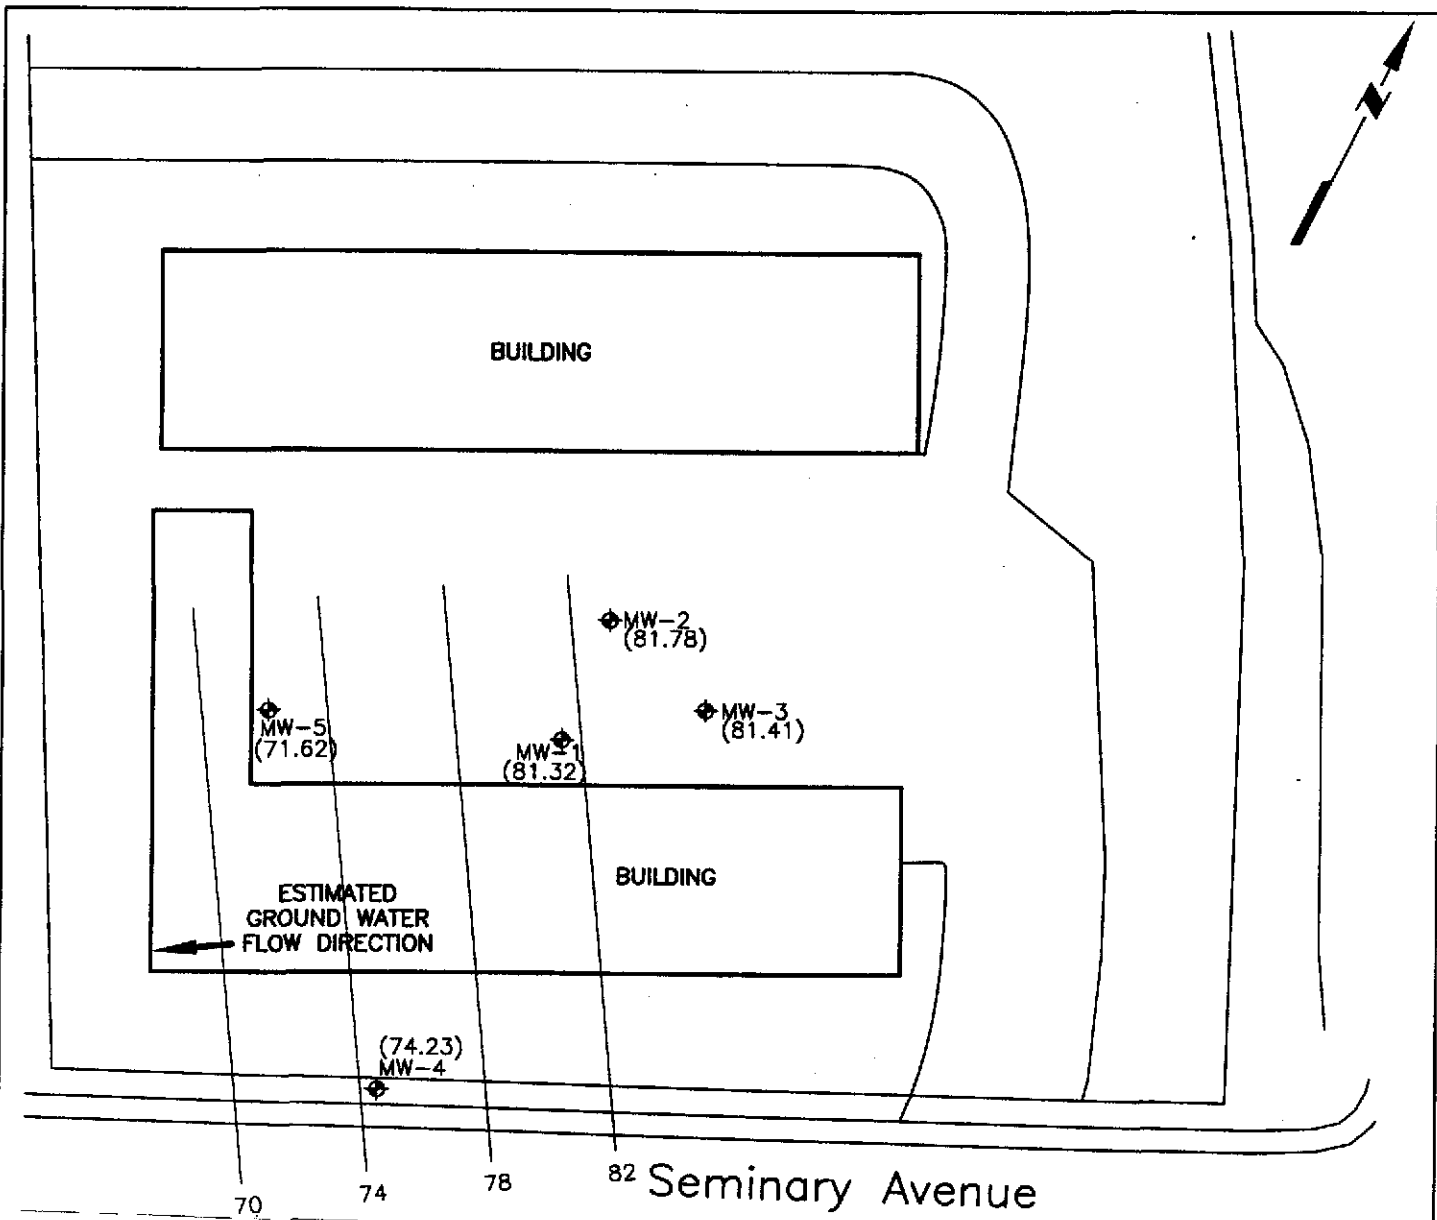 N
BUILDING
MW-2
(81.78)
MW-5
(71.62)
MW-1
(81.32)
MW-3
(81.41)
BUILDING
ESTIMATED
GROUND WATER
FLOW DIRECTION
(74.23)
MW-4
70
74
78
82
Seminary Avenue